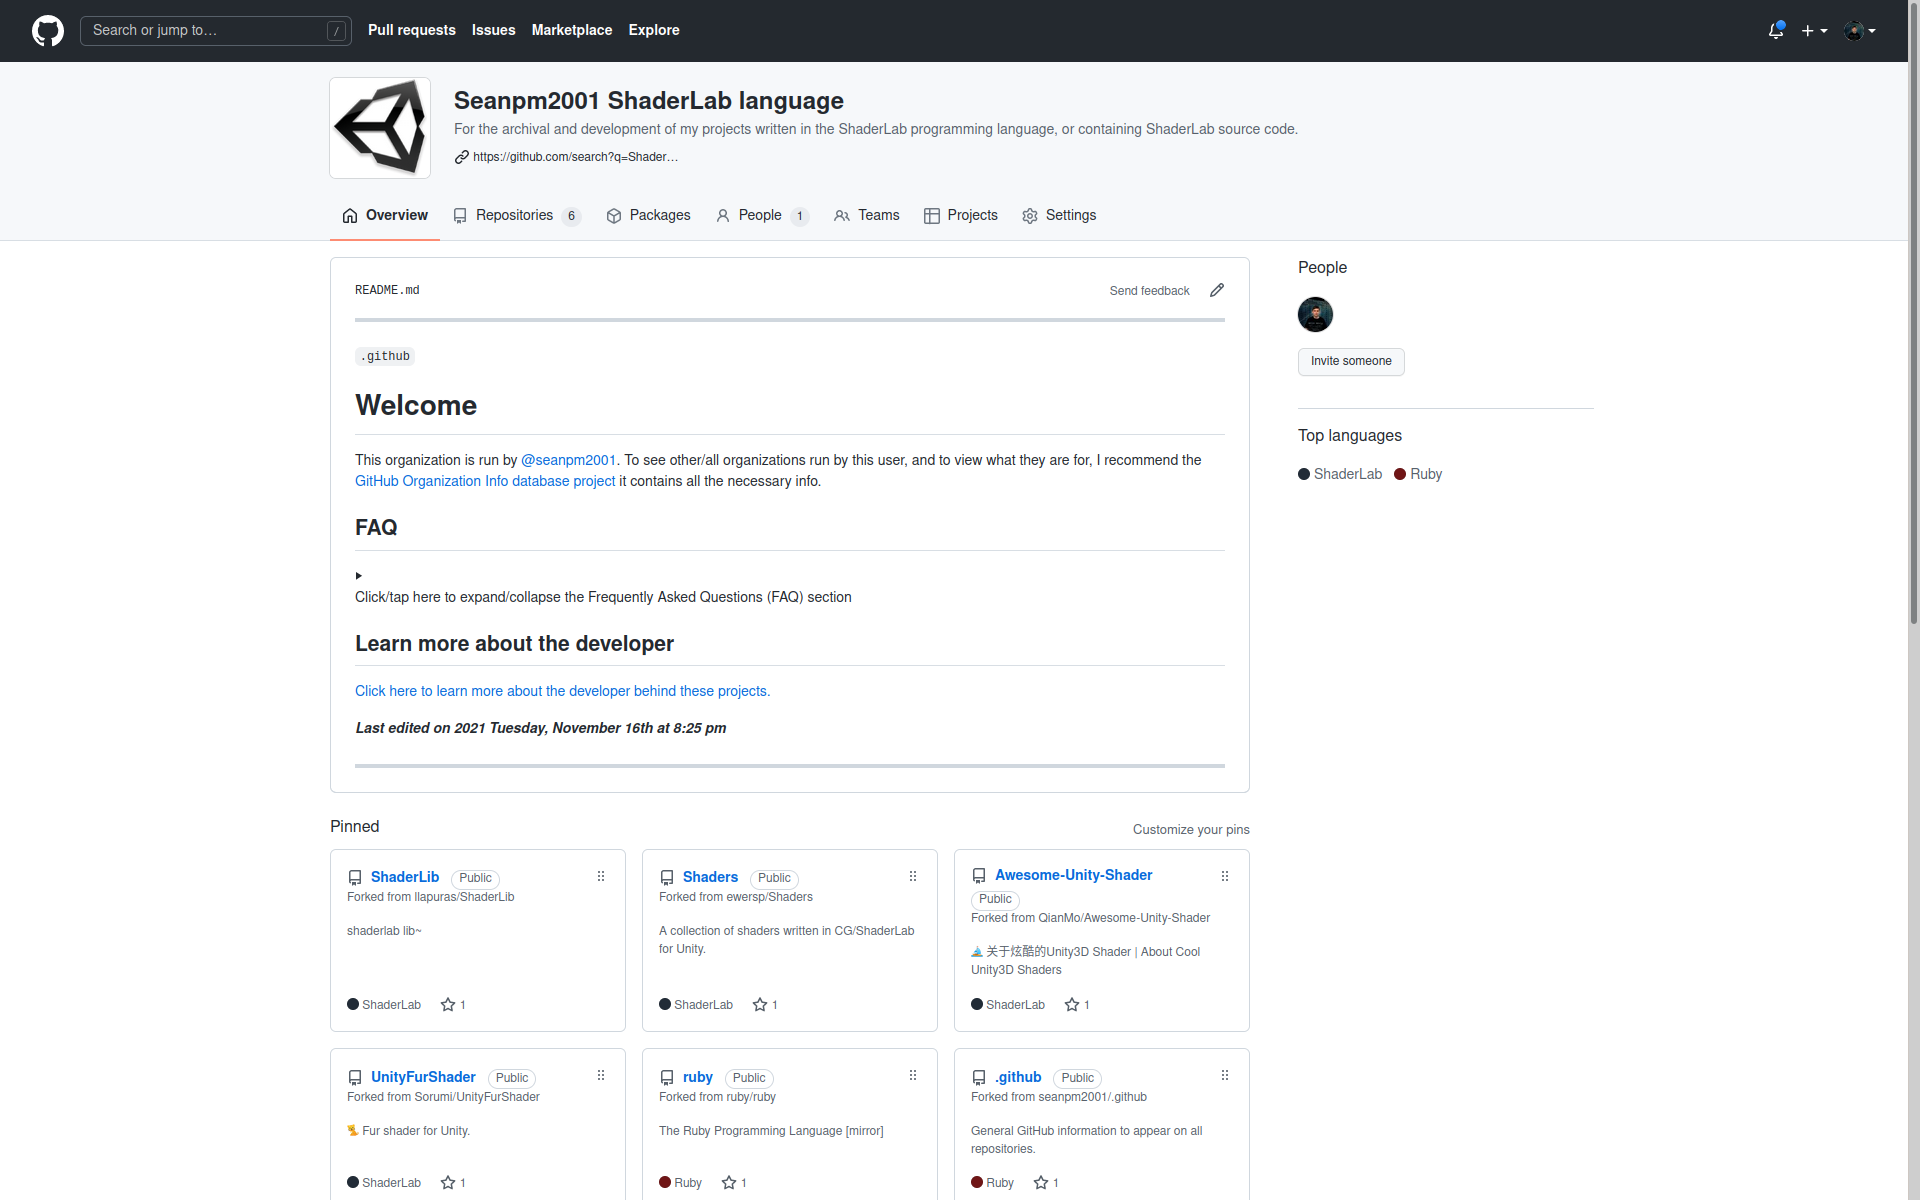 Search or jump to…
/
Pull requests
Issues
Marketplace
Explore
Seanpm2001 ShaderLab language
For the archival and development of my projects written in the ShaderLab programming language, or containing ShaderLab source code.
https://github.com/search?q=Shader…
Overview
Repositories 6
Packages
People 1
Teams
Projects
Settings
README.md
Send feedback
.github
Welcome
This organization is run by @seanpm2001. To see other/all organizations run by this user, and to view what they are for, I recommend the
GitHub Organization Info database project it contains all the necessary info.
FAQ
Click/tap here to expand/collapse the Frequently Asked Questions (FAQ) section
Learn more about the developer
Click here to learn more about the developer behind these projects.
Last edited on 2021 Tuesday, November 16th at 8:25 pm
People
Invite someone
Top languages
ShaderLab Ruby
Pinned
Customize your pins
ShaderLib Public
Forked from llapuras/ShaderLib
shaderlab lib~
ShaderLab 1
Shaders Public
Forked from ewersp/Shaders
A collection of shaders written in CG/ShaderLab
for Unity.
ShaderLab 1
Awesome-Unity-Shader
Public
Forked from QianMo/Awesome-Unity-Shader
关于炫酷的Unity3D Shader | About Cool
Unity3D Shaders
ShaderLab 1
UnityFurShader Public
Forked from Sorumi/UnityFurShader
Fur shader for Unity.
ShaderLab 1
ruby Public
Forked from ruby/ruby
The Ruby Programming Language [mirror]
Ruby 1
.github Public
Forked from seanpm2001/.github
General GitHub information to appear on all
repositories.
Ruby 1